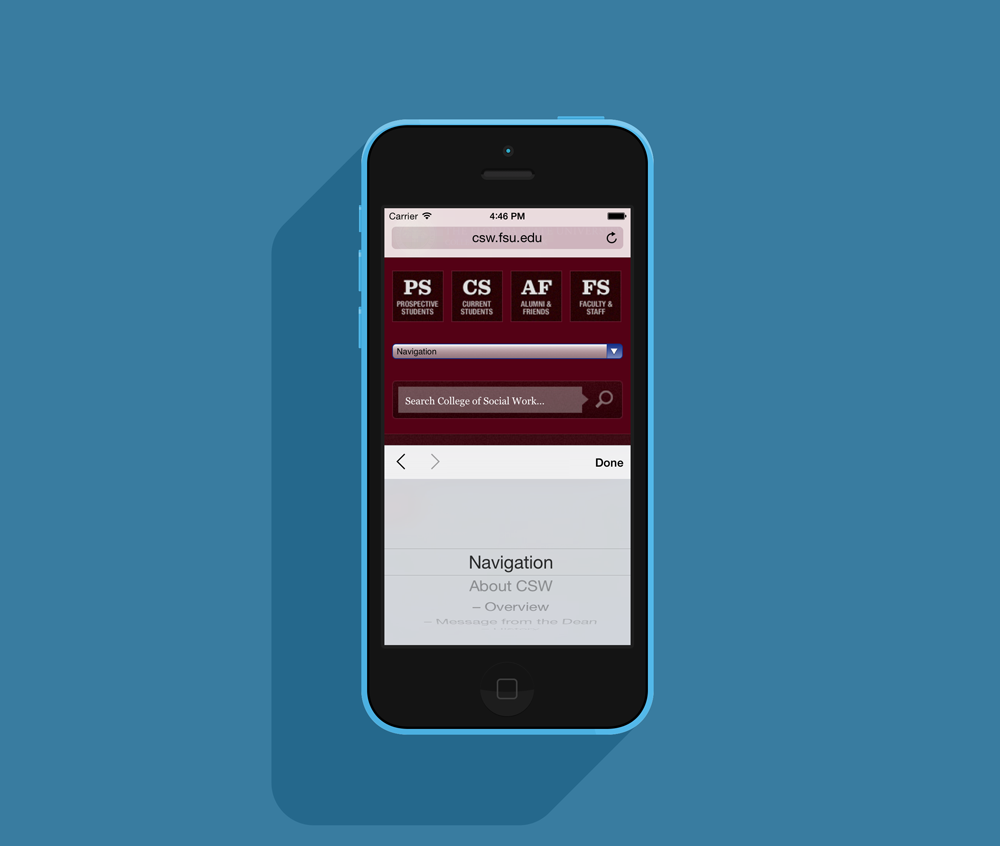 Carrier 4:46 PM
csw.fsu.edu
PS CS AF FS
PROSPECTIVE STUDENTS CURRENT STUDENTS ALUMNI & FRIENDS FACULTY & STAFF
Navigation
Search College of Social Work...
Done
Navigation
About CSW
– Overview
– Message from the Dean